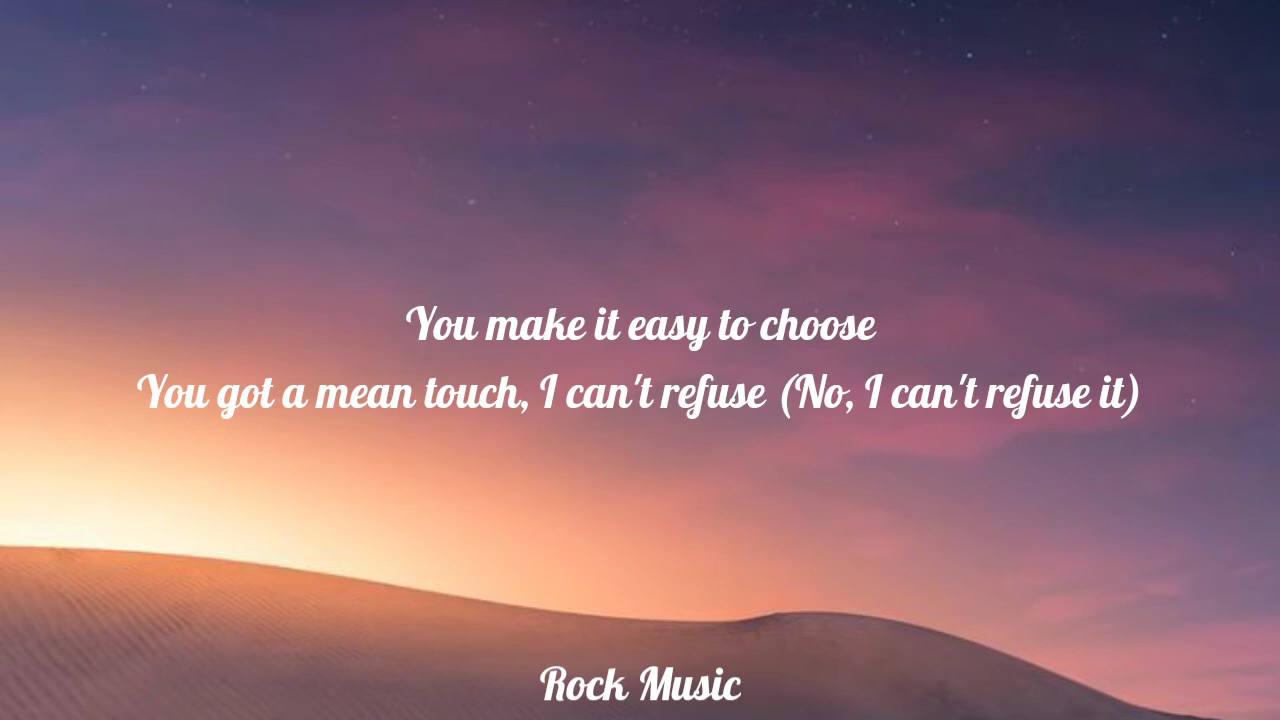 You make it easy to choose
You got a mean touch, I can't refuse (No, I can't refuse it)
Rock Music